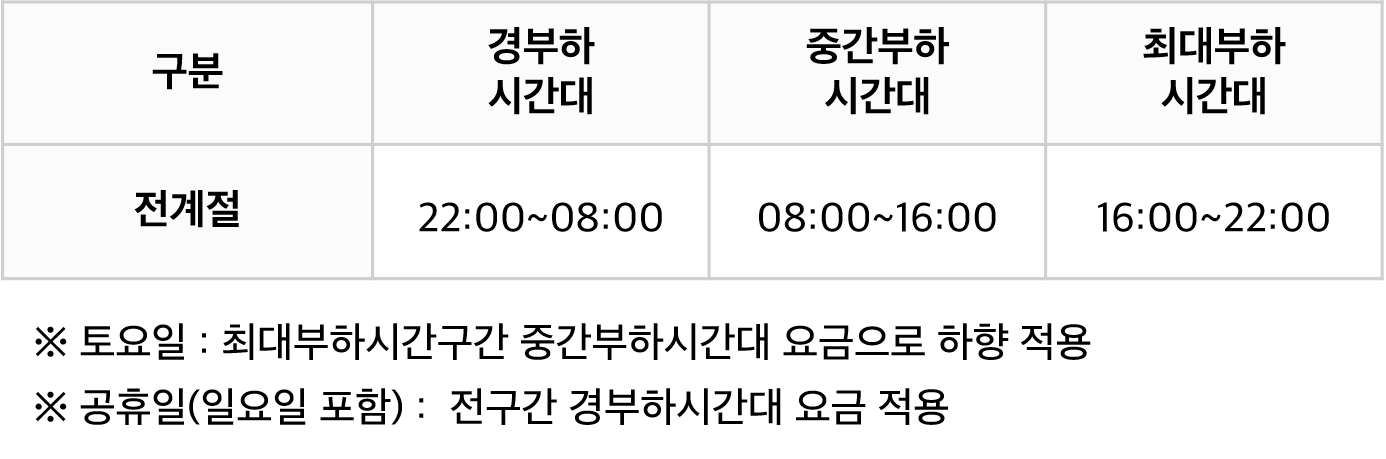 구분
경부하
시간대
중간부하
시간대
최대부하
시간대
전계절
22:00~08:00
08:00~16:00
16:00~22:00
※ 토요일 : 최대부하시간구간 중간부하시간대 요금으로 하향 적용
※ 공휴일(일요일 포함) : 전구간 경부하시간대 요금 적용